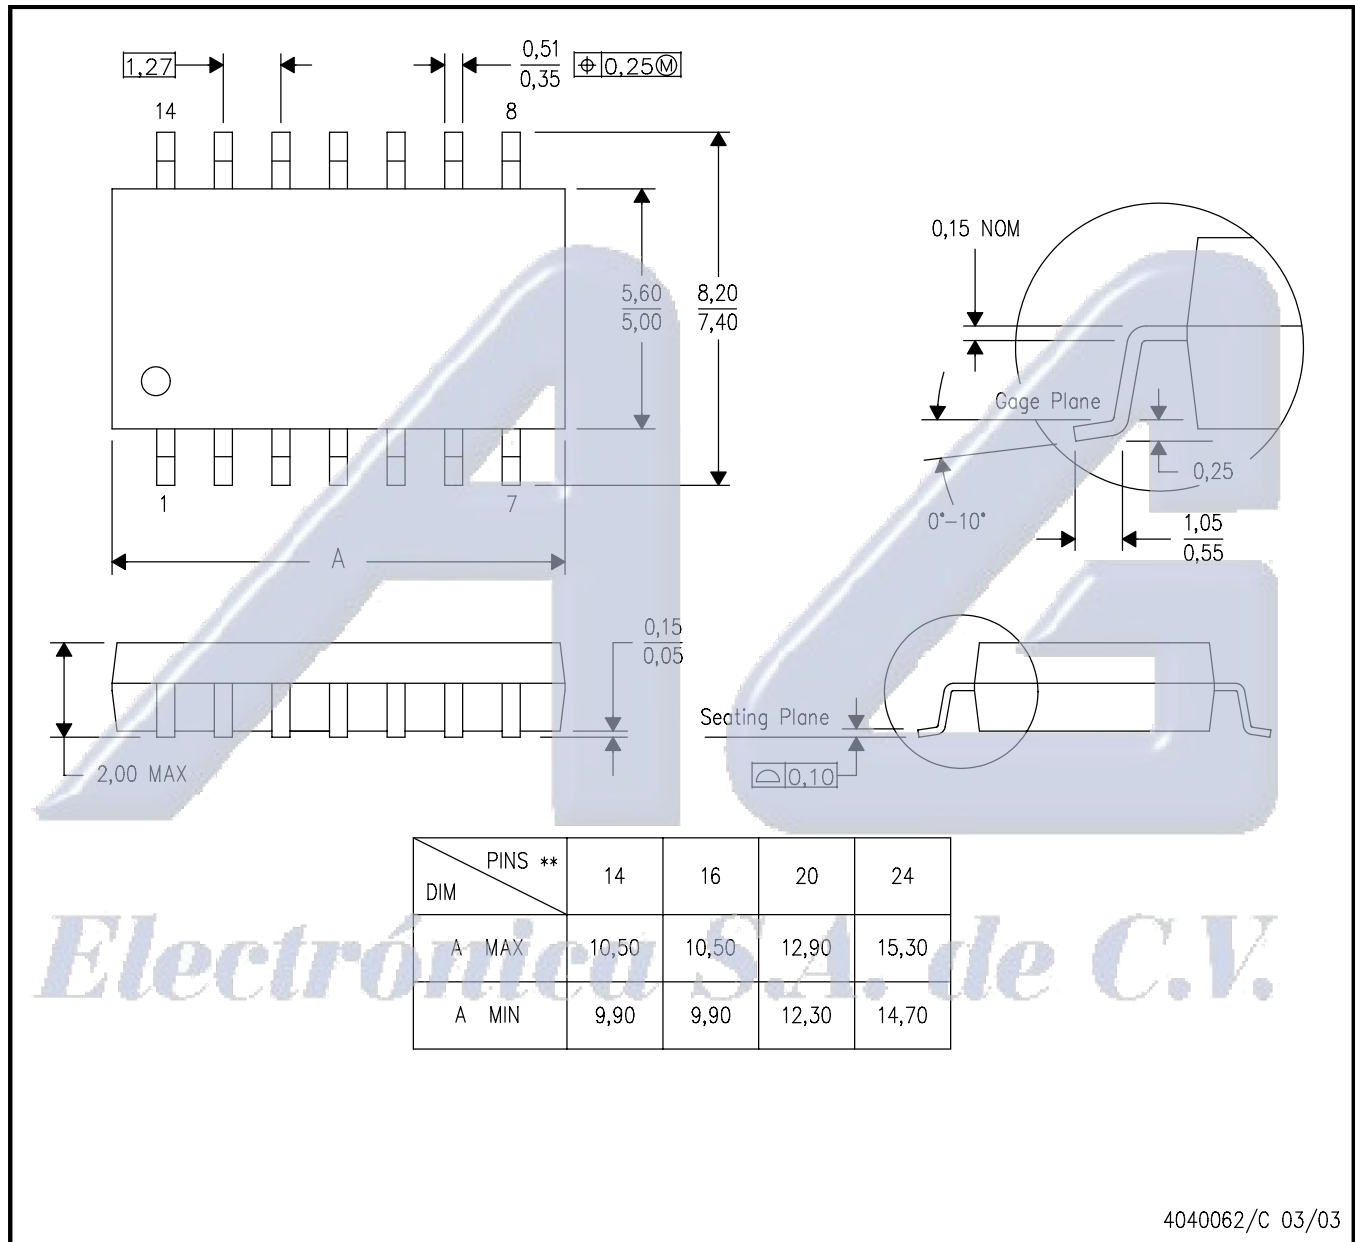 1,27
0,51
0,35
0,25 Ⓜ
14
8
5,60
5,00
8,20
7,40
1
7
A
0,15 NOM
Gage Plane
0,25
0°–10°
1,05
0,55
0,15
0,05
2,00 MAX
Seating Plane
0,10
PINS **
DIM
14
16
20
24
A MAX
10,50
10,50
12,90
15,30
A MIN
9,90
9,90
12,30
14,70
Electrónica S.A. de C.V.
4040062/C 03/03